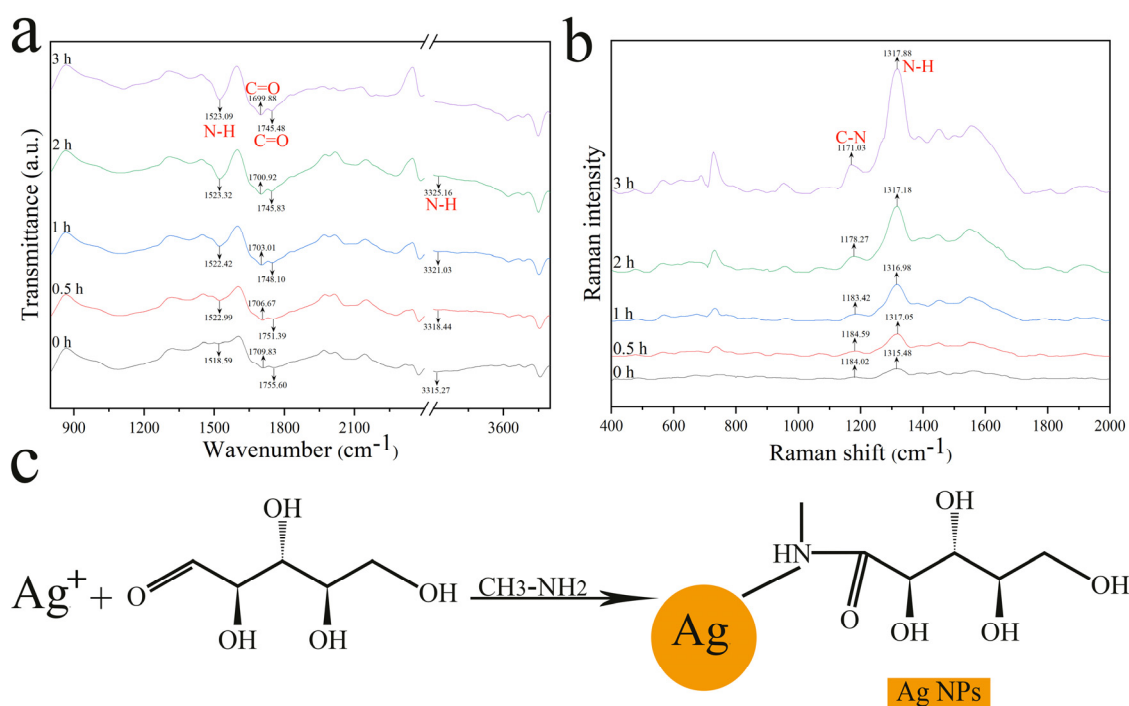 a
3 h
C=O
1699.88
1523.09
1745.48
N-H
C=O
2 h
1700.92
1523.32
1745.83
3325.16
N-H
1 h
1703.01
1522.42
1748.10
3321.03
0.5 h
1706.67
1522.99
1751.39
3318.44
0 h
1709.83
1518.59
1755.60
3315.27
Transmittance (a.u.)
900 1200 1500 1800 2100 3600
Wavenumber (cm-1)
b
1317.88
N-H
C-N
1171.03
3 h
1317.18
1178.27
2 h
1316.98
1183.42
1 h
1317.05
1184.59
0.5 h
1315.48
1184.02
0 h
Raman intensity
400 600 800 1000 1200 1400 1600 1800 2000
Raman shift (cm-1)
c
Ag+ +
O
OH
OH
OH
OH
CH3-NH2
Ag
HN
O
OH
OH
OH
OH
Ag NPs